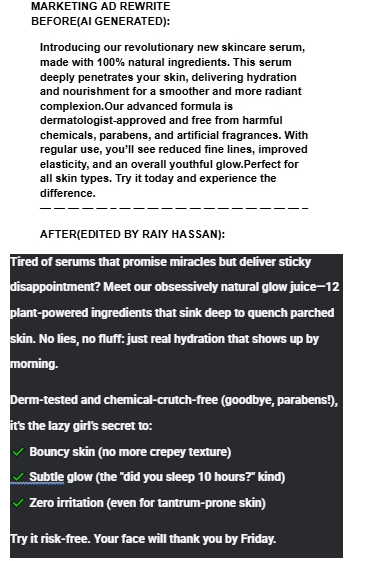 MARKETING AD REWRITE
BEFORE(AI GENERATED):
Introducing our revolutionary new skincare serum,
made with 100% natural ingredients. This serum
deeply penetrates your skin, delivering hydration
and nourishment for a smoother and more radiant
complexion.Our advanced formula is
dermatologist-approved and free from harmful
chemicals, parabens, and artificial fragrances. With
regular use, you’ll see reduced fine lines, improved
elasticity, and an overall youthful glow.Perfect for
all skin types. Try it today and experience the
difference.
— — — — — – — — — — — — — — — — — — –
AFTER(EDITED BY RAIY HASSAN):
Tired of serums that promise miracles but deliver sticky
disappointment? Meet our obsessively natural glow juice—12
plant-powered ingredients that sink deep to quench parched
skin. No lies, no fluff: just real hydration that shows up by
morning.
Derm-tested and chemical-crutch-free (goodbye, parabens!),
it's the lazy girl's secret to:
✓ Bouncy skin (no more crepey texture)
✓ Subtle glow (the "did you sleep 10 hours?" kind)
✓ Zero irritation (even for tantrum-prone skin)
Try it risk-free. Your face will thank you by Friday.